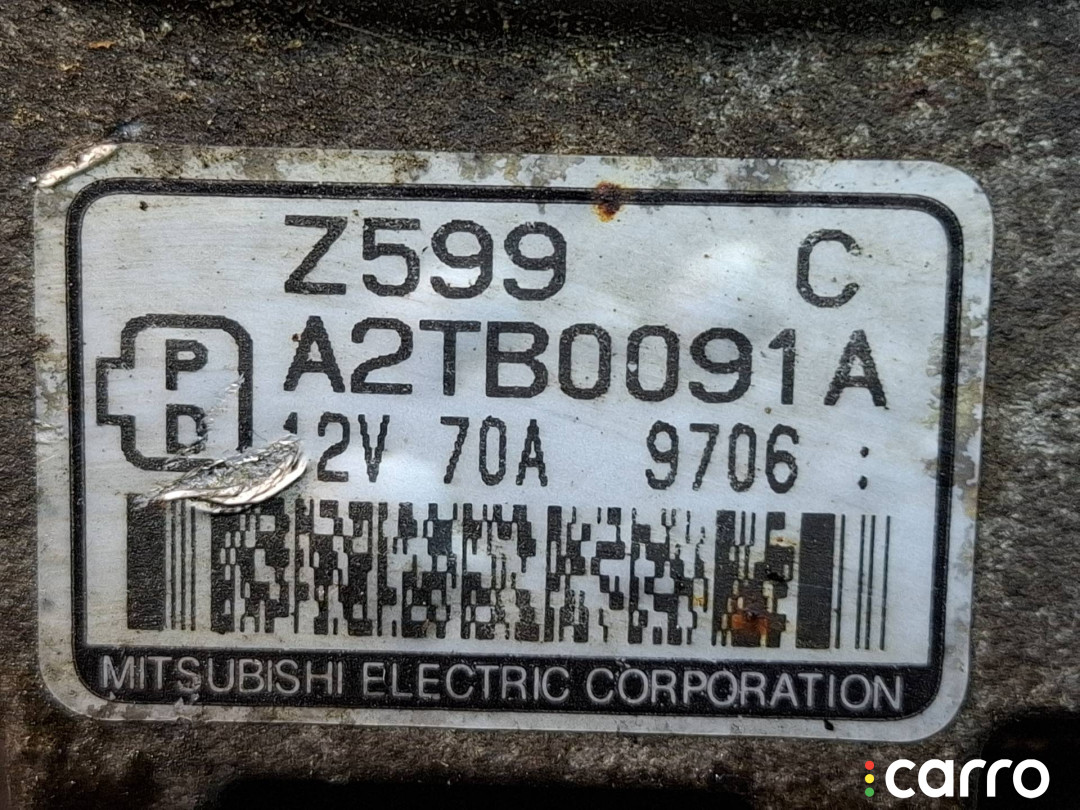 Z599 C
A2TB0091A
P
D
12V 70A 9706 :
MITSUBISHI ELECTRIC CORPORATION
carro